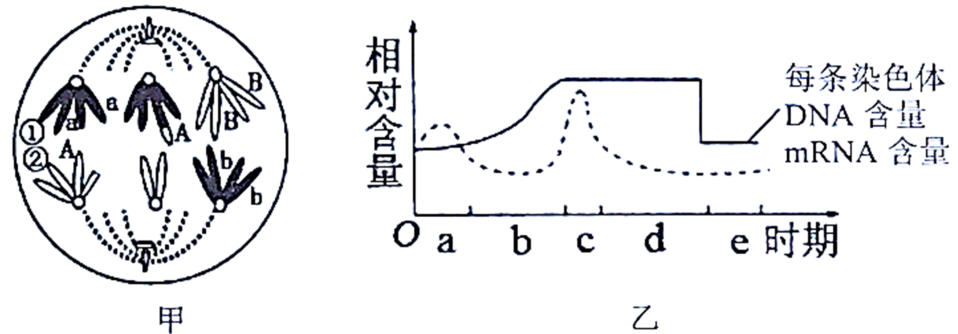 ① ② a a A A B B b b
甲
相对含量
每条染色体
DNA 含量
mRNA 含量
O a b c d e 时期
乙